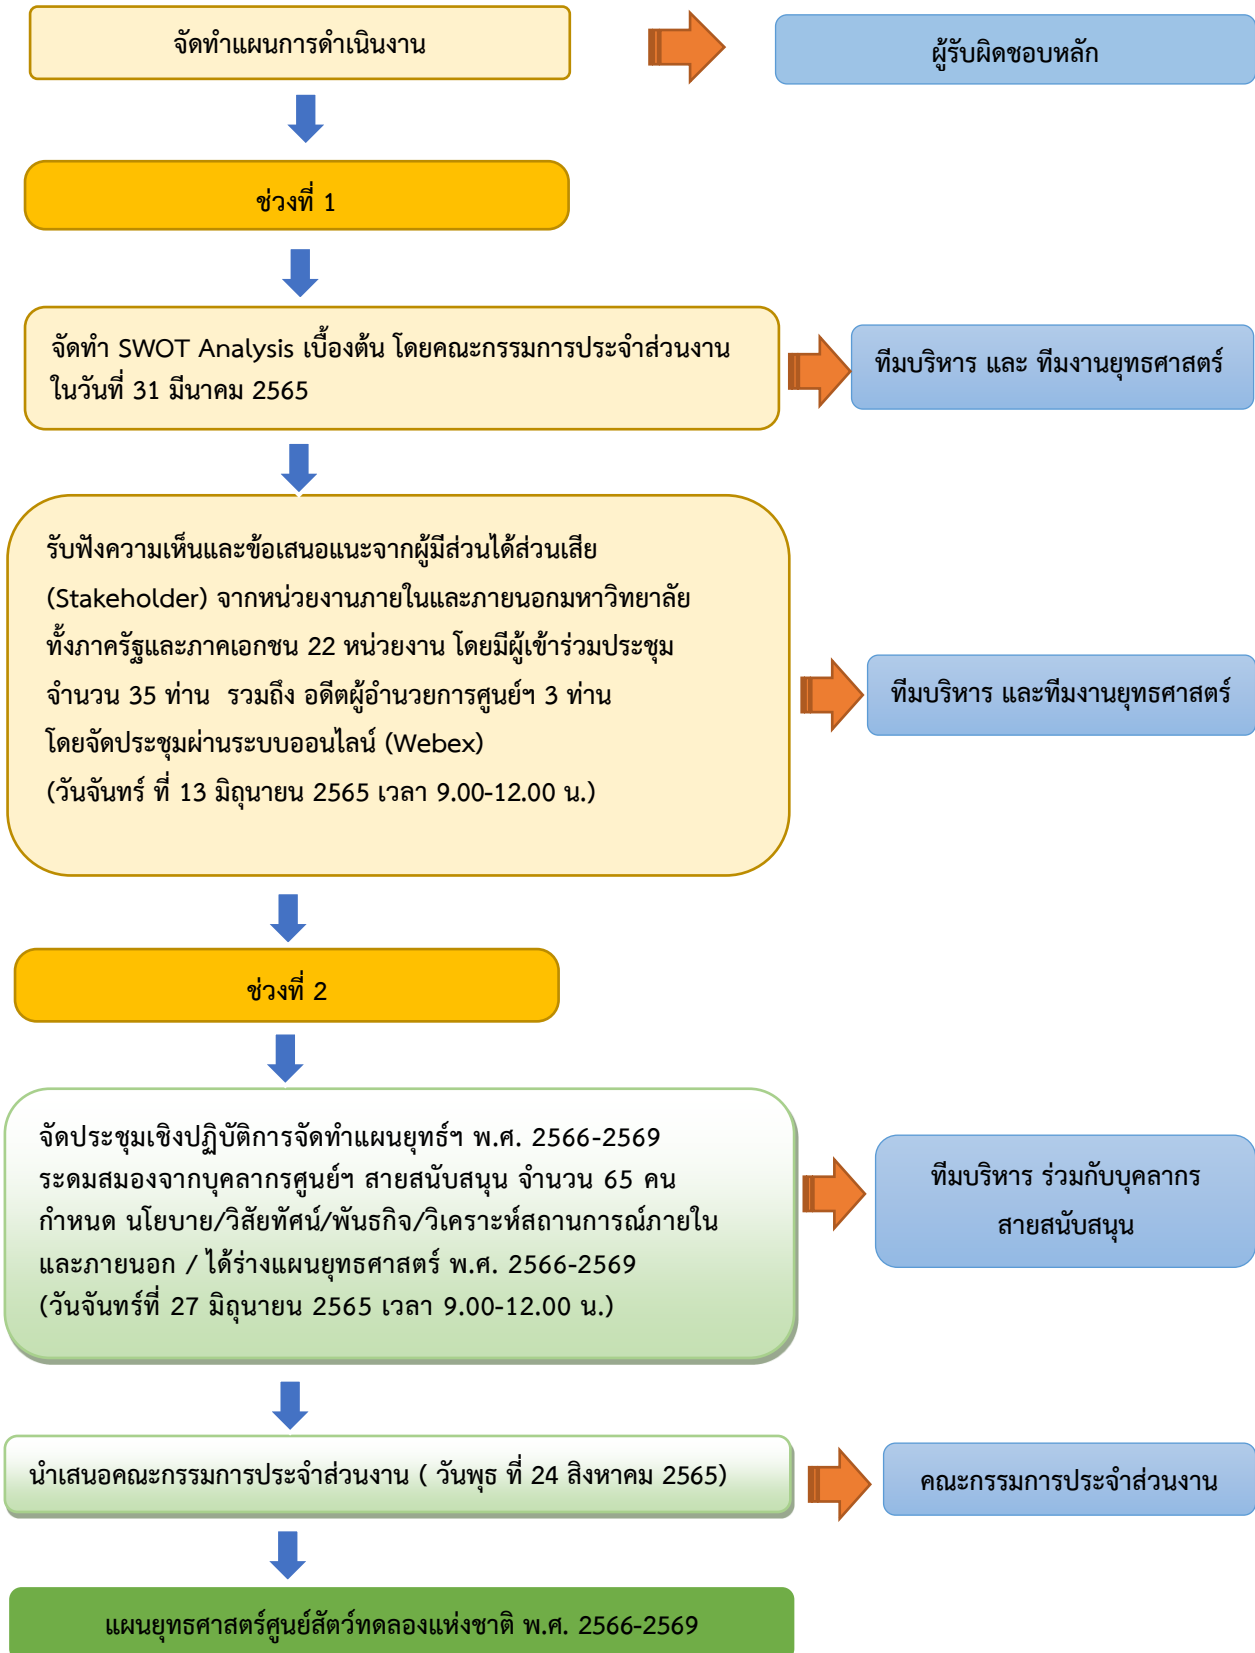 จัดทำแผนการดำเนินงาน
ผู้รับผิดชอบหลัก
ช่วงที่ 1
จัดทำ SWOT Analysis เบื้องต้น โดยคณะกรรมการประจำส่วนงาน
ในวันที่ 31 มีนาคม 2565
ทีมบริหาร และ ทีมงานยุทธศาสตร์
รับฟังความเห็นและข้อเสนอแนะจากผู้มีส่วนได้ส่วนเสีย
(Stakeholder) จากหน่วยงานภายในและภายนอกมหาวิทยาลัย
ทั้งภาครัฐและภาคเอกชน 22 หน่วยงาน โดยมีผู้เข้าร่วมประชุม
จำนวน 35 ท่าน รวมถึง อดีตผู้อำนวยการศูนย์ฯ 3 ท่าน
โดยจัดประชุมผ่านระบบออนไลน์ (Webex)
(วันจันทร์ ที่ 13 มิถุนายน 2565 เวลา 9.00-12.00 น.)
ทีมบริหาร และทีมงานยุทธศาสตร์
ช่วงที่ 2
จัดประชุมเชิงปฏิบัติการจัดทำแผนยุทธ์ฯ พ.ศ. 2566-2569
ระดมสมองจากบุคลากรศูนย์ฯ สายสนับสนุน จำนวน 65 คน
กำหนด นโยบาย/วิสัยทัศน์/พันธกิจ/วิเคราะห์สถานการณ์ภายใน
และภายนอก / ได้ร่างแผนยุทธศาสตร์ พ.ศ. 2566-2569
(วันจันทร์ที่ 27 มิถุนายน 2565 เวลา 9.00-12.00 น.)
ทีมบริหาร ร่วมกับบุคลากร
สายสนับสนุน
นำเสนอคณะกรรมการประจำส่วนงาน ( วันพุธ ที่ 24 สิงหาคม 2565)
คณะกรรมการประจำส่วนงาน
แผนยุทธศาสตร์ศูนย์สัตว์ทดลองแห่งชาติ พ.ศ. 2566-2569